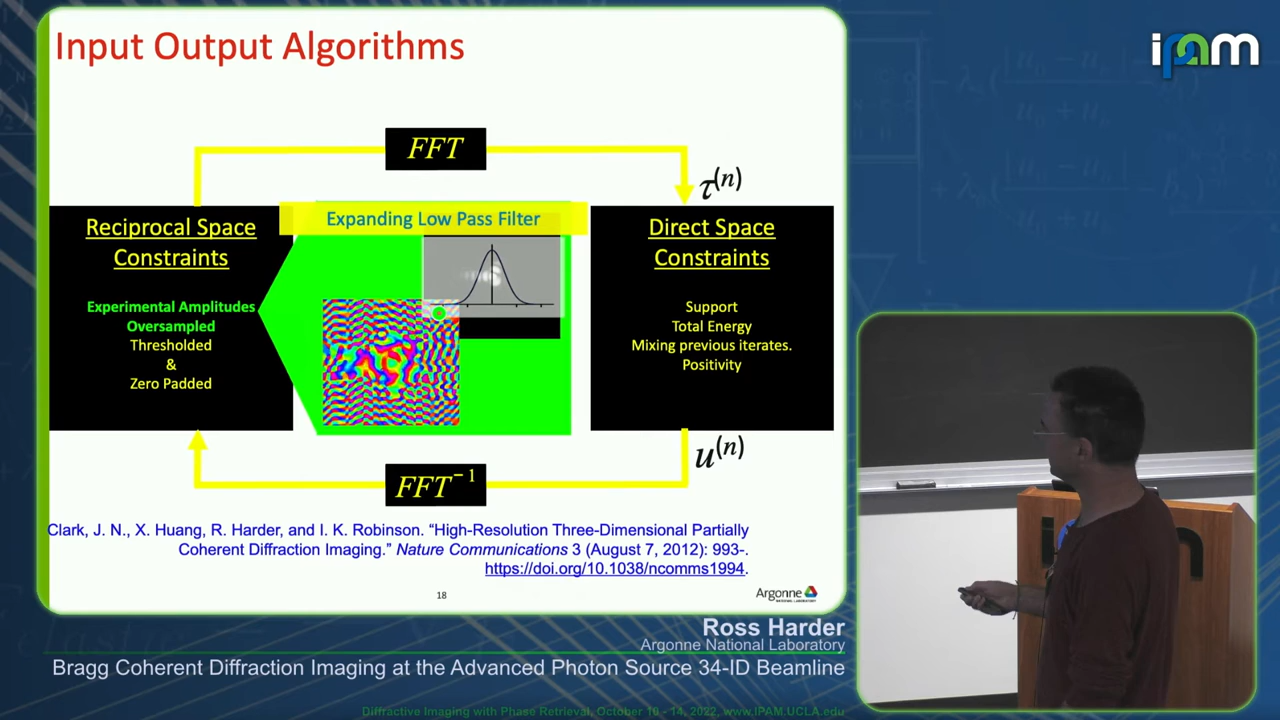 Input Output Algorithms
ipam
FFT
τ(n)
Reciprocal Space
Constraints
Experimental Amplitudes
Oversampled
Thresholded
&
Zero Padded
Expanding Low Pass Filter
Direct Space
Constraints
Support
Total Energy
Mixing previous iterates.
Positivity
u(n)
FFT⁻¹
Clark, J. N., X. Huang, R. Harder, and I. K. Robinson. “High-Resolution Three-Dimensional Partially
Coherent Diffraction Imaging.” Nature Communications 3 (August 7, 2012): 993-.
https://doi.org/10.1038/ncomms1994.
18
Argonne
NATIONAL LABORATORY
Ross Harder
Argonne National Laboratory
Bragg Coherent Diffraction Imaging at the Advanced Photon Source 34-ID Beamline
Diffractive Imaging with Phase Retrieval, October 10 - 14, 2022, www.IPAM.UCLA.edu